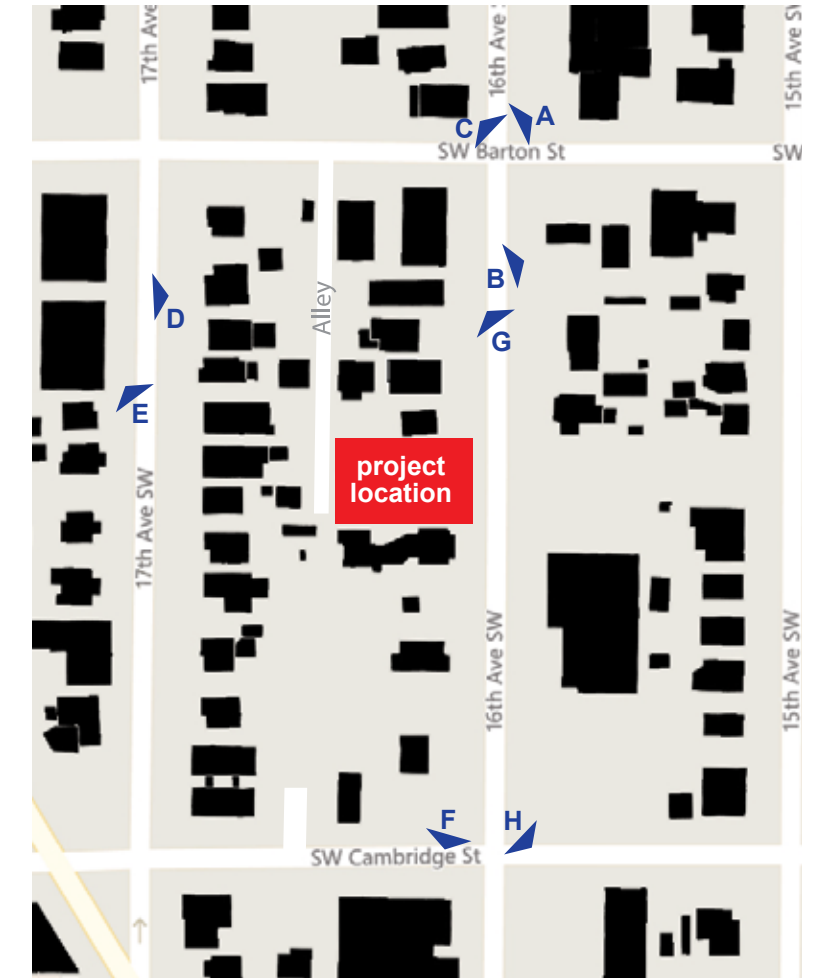 17th Ave
16th Ave
15th Ave S
C
A
SW Barton St
SW
B
D
Alley
G
E
project
location
17th Ave SW
16th Ave SW
15th Ave SW
F
H
SW Cambridge St